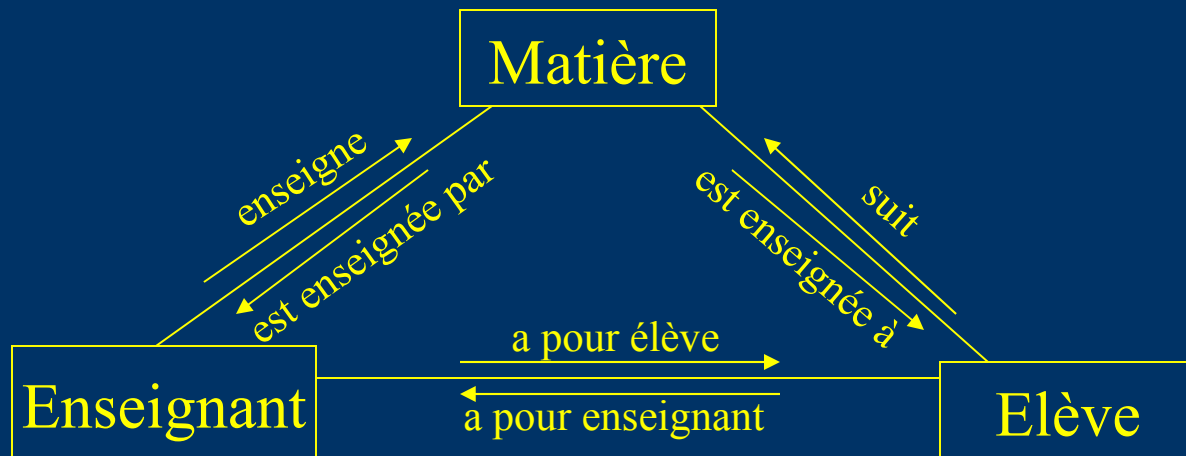 Matière
enseigne
est enseignée par
suit
est enseignée à
a pour élève
a pour enseignant
Enseignant
Elève